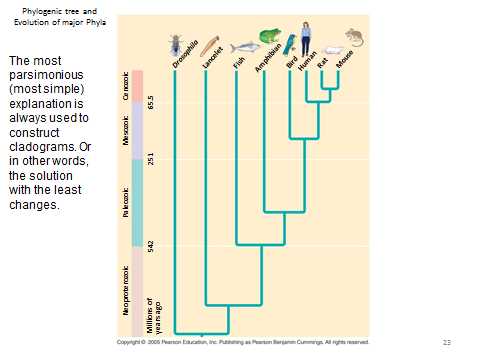 Phylogenic tree and
Evolution of major Phyla
The most
parsimonious
(most simple)
explanation is
always used to
construct
cladograms. Or
in other words,
the solution
with the least
changes.
Drosophila
Lancelet
Fish
Amphibian
Bird
Human
Rat
Mouse
Cenozoic
65.5
Mesozoic
251
Paleozoic
542
Neoproterozoic
Millions of
years ago
Copyright © 2005 Pearson Education, Inc. Publishing as Pearson Benjamin Cummings. All rights reserved.
23